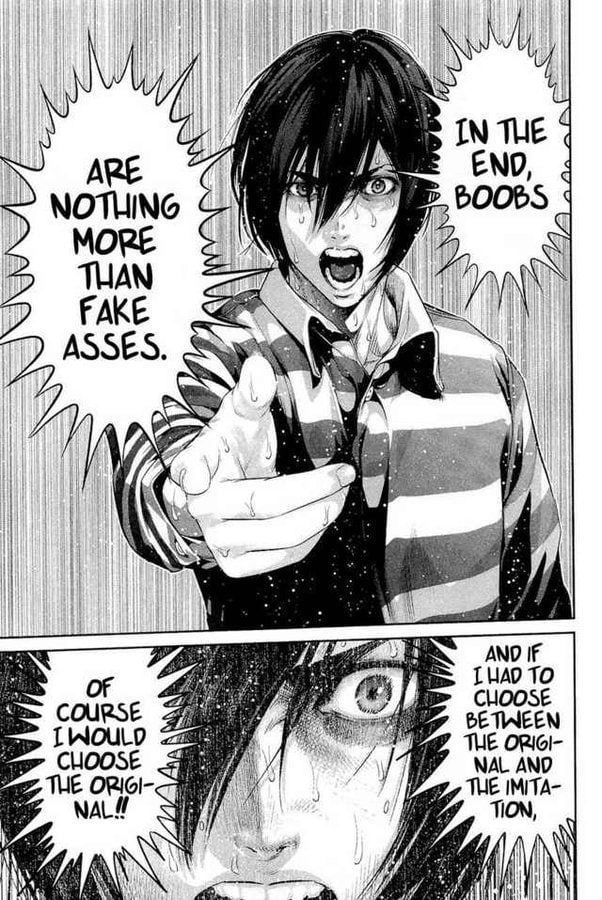 IN THE
END,
BOOBS
ARE
NOTHING
MORE
THAN
FAKE
ASSES.
AND IF
I HAD TO
CHOOSE
BETWEEN
THE ORIGI-
NAL AND
THE IMITA-
TION,
OF
COURSE
I WOULD
CHOOSE
THE ORIGI-
NAL!!